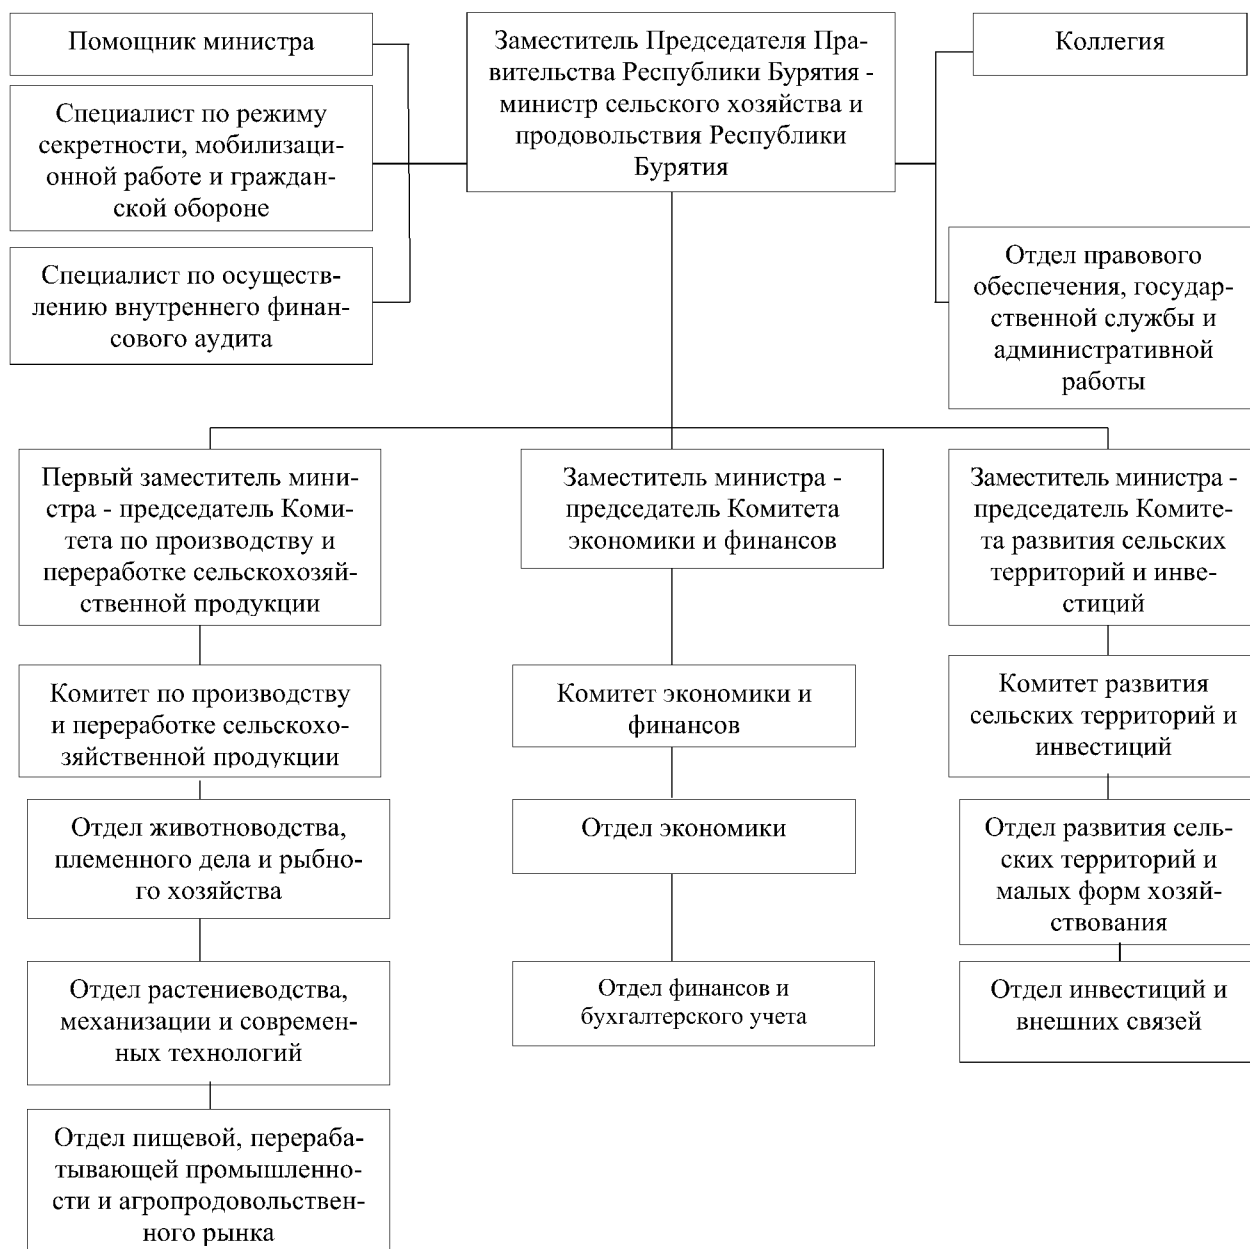 Помощник министра
Специалист по режиму
секретности, мобилизаци-
онной работе и граждан-
ской обороне
Специалист по осуществ-
лению внутреннего финан-
сового аудита
Заместитель Председателя Пра-
вительства Республики Бурятия -
министр сельского хозяйства и
продовольствия Республики
Бурятия
Коллегия
Отдел правового
обеспечения, государ-
ственной службы и
административной
работы
Первый заместитель мини-
стра - председатель Коми-
тета по производству и
переработке сельскохозяй-
ственной продукции
Комитет по производству
и переработке сельскохо-
зяйственной продукции
Отдел животноводства,
племенного дела и рыбно-
го хозяйства
Отдел растениеводства,
механизации и современ-
ных технологий
Отдел пищевой, перераба-
тывающей промышленно-
сти и агропродовольствен-
ного рынка
Заместитель министра -
председатель Комитета
экономики и финансов
Комитет экономики и
финансов
Отдел экономики
Отдел финансов и
бухгалтерского учета
Заместитель министра -
председатель Комите-
та развития сельских
территорий и инве-
стиций
Комитет развития
сельских территорий и
инвестиций
Отдел развития сель-
ских территорий и
малых форм хозяй-
ствования
Отдел инвестиций и
внешних связей